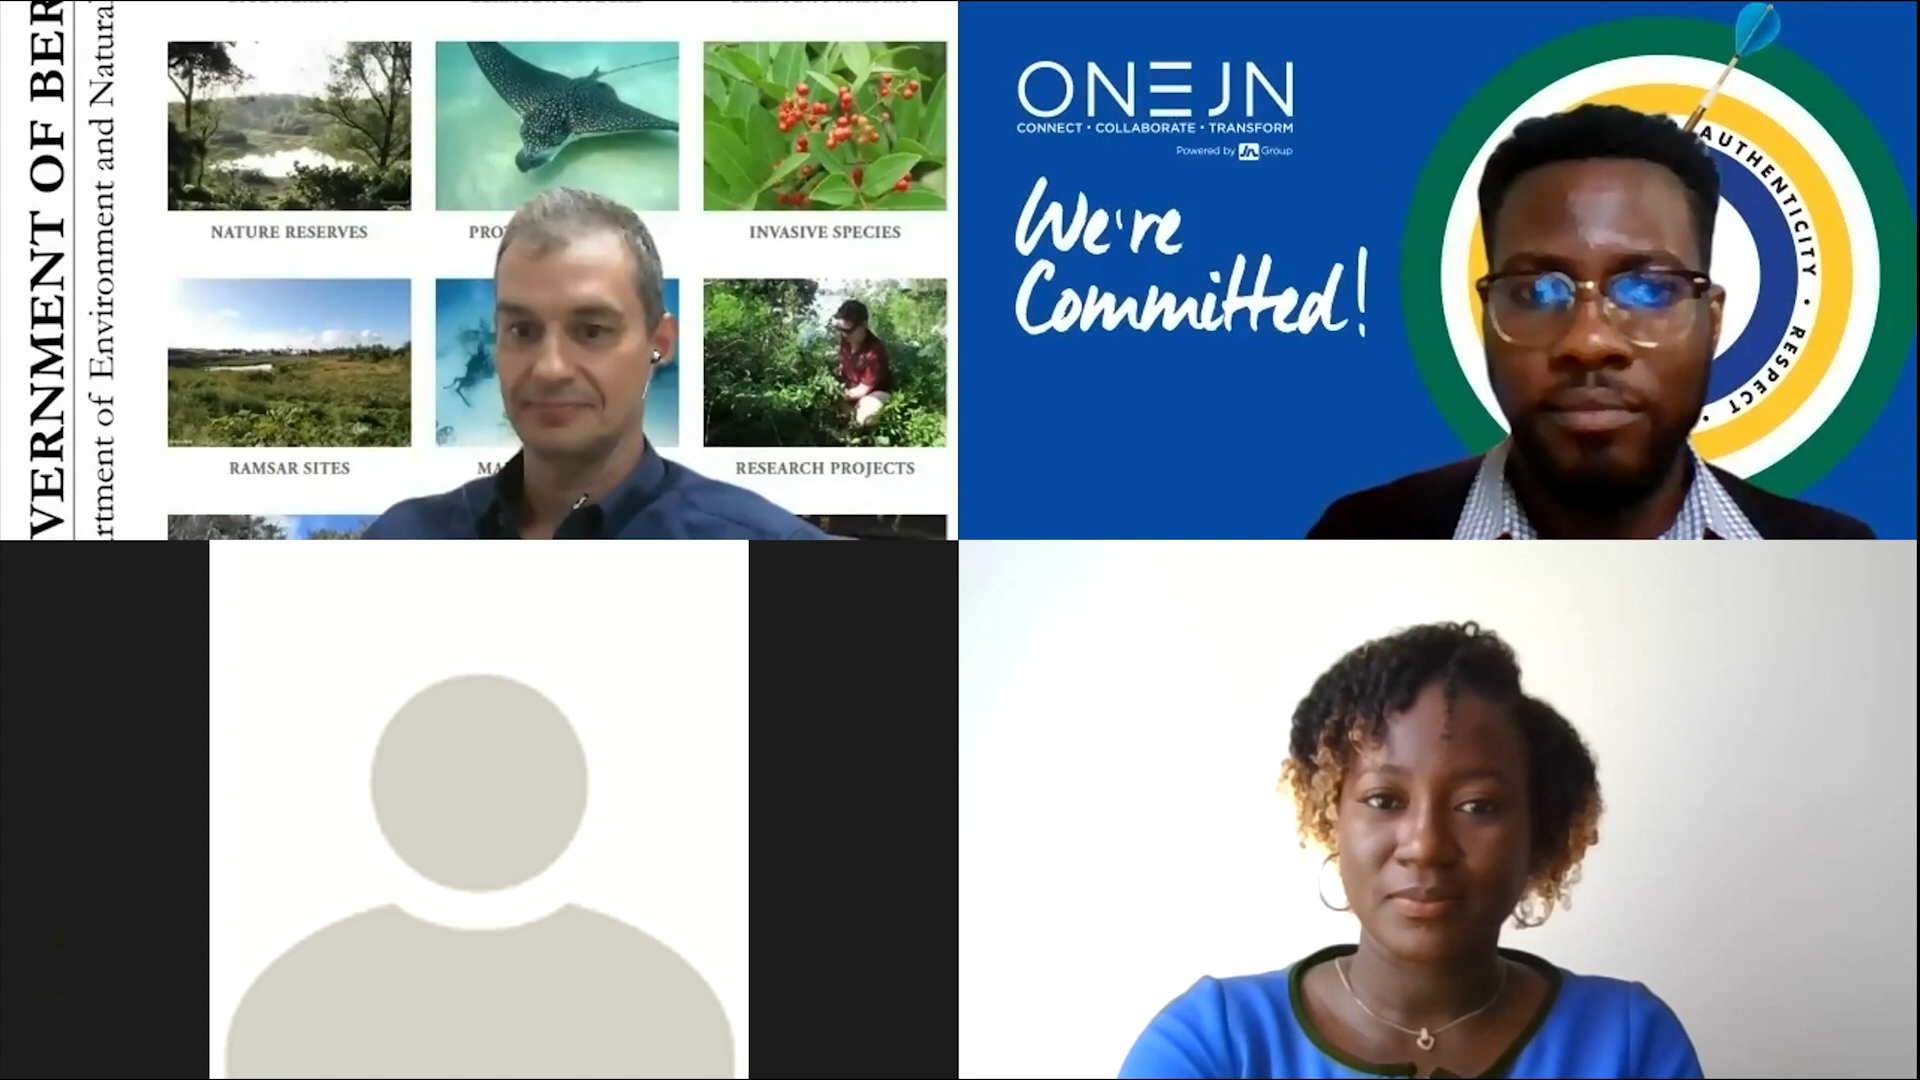 VERNMENT OF BER
rtment of Environment and Natura
NATURE RESERVES
PRO
INVASIVE SPECIES
RAMSAR SITES
MA
RESEARCH PROJECTS
ONEJN
CONNECT • COLLABORATE • TRANSFORM
Powered by JN Group
We're
Committed!
AUTHENTICITY • RESPECT •